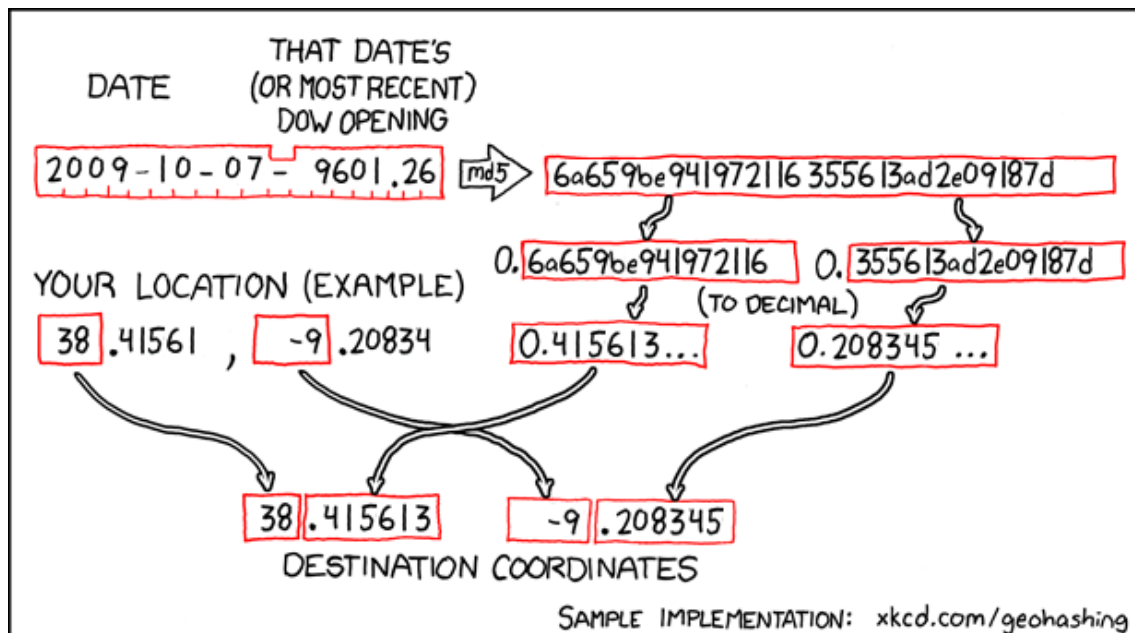 DATE
THAT DATE'S
(OR MOST RECENT)
DOW OPENING
2009-10-07- 9601.26
md5
6a659be941972116355613ad2e09187d
0.6a659be941972116
0.355613ad2e09187d
YOUR LOCATION (EXAMPLE)
(TO DECIMAL)
38.41561, -9.20834
0.415613...
0.208345...
38.415613
-9.208345
DESTINATION COORDINATES
SAMPLE IMPLEMENTATION: xkcd.com/geohashing